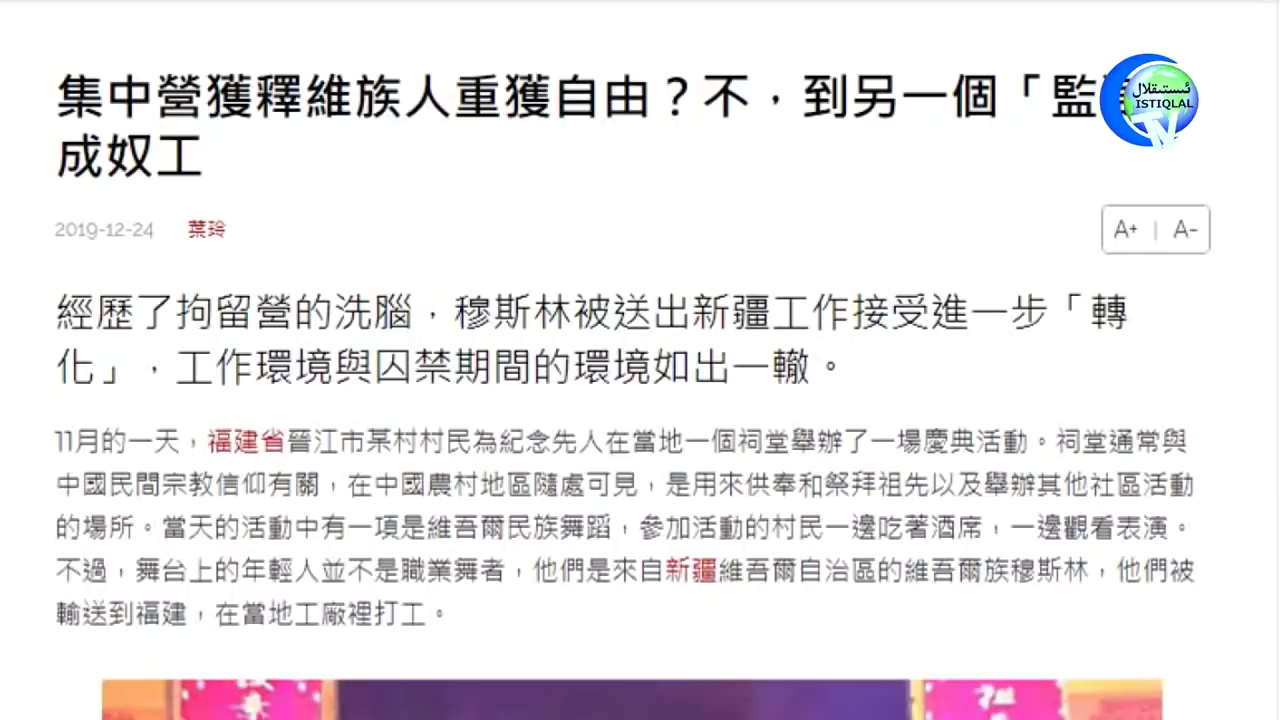 集中營獲釋維族人重獲自由？不，到另一個「監
ئىستىقلال
ISTIQLAL
TV
成奴工
2019-12-24 葉玲
A+ | A-
經歷了拘留營的洗腦，穆斯林被送出新疆工作接受進一步「轉
化」，工作環境與囚禁期間的環境如出一轍。
11月的一天，福建省晉江市某村村民為紀念先人在當地一個祠堂舉辦了一場慶典活動。祠堂通常與
中國民間宗教信仰有關，在中國農村地區隨處可見，是用來供奉和祭拜祖先以及舉辦其他社區活動
的場所。當天的活動中有一項是維吾爾民族舞蹈，參加活動的村民一邊吃著酒席，一邊觀看表演。
不過，舞台上的年輕人並不是職業舞者，他們是來自新疆維吾爾自治區的維吾爾族穆斯林，他們被
輸送到福建，在當地工廠裡打工。